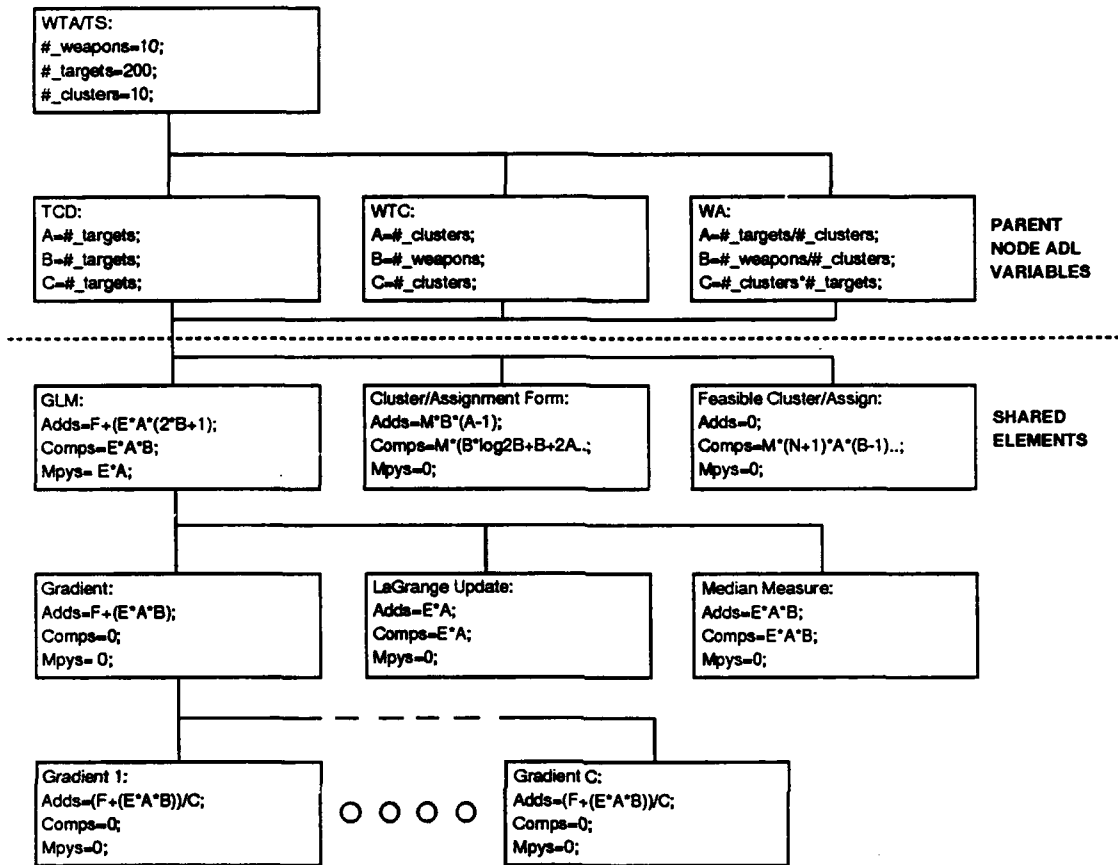 WTA/TS:
#_weapons=10;
#_targets=200;
#_clusters=10;
TCD:
A=#_targets;
B=#_targets;
C=#_targets;
WTC:
A=#_clusters;
B=#_weapons;
C=#_clusters;
WA:
A=#_targets/#_clusters;
B=#_weapons/#_clusters;
C=#_clusters*#_targets;
PARENT
NODE ADL
VARIABLES
GLM:
Adds=F+(E*A*(2*B+1);
Comps=E*A*B;
Mpys= E*A;
Cluster/Assignment Form:
Adds=M*B*(A-1);
Comps=M*(B*log2B+B+2A..;
Mpys=0;
Feasible Cluster/Assign:
Adds=0;
Comps=M*(N+1)*A*(B-1)..;
Mpys=0;
SHARED
ELEMENTS
Gradient:
Adds=F+(E*A*B);
Comps=0;
Mpys= 0;
LaGrange Update:
Adds=E*A;
Comps=E*A;
Mpys=0;
Median Measure:
Adds=E*A*B;
Comps=E*A*B;
Mpys=0;
Gradient 1:
Adds=(F+(E*A*B))/C;
Comps=0;
Mpys=0;
Gradient C:
Adds=(F+(E*A*B))/C;
Comps=0;
Mpys=0;